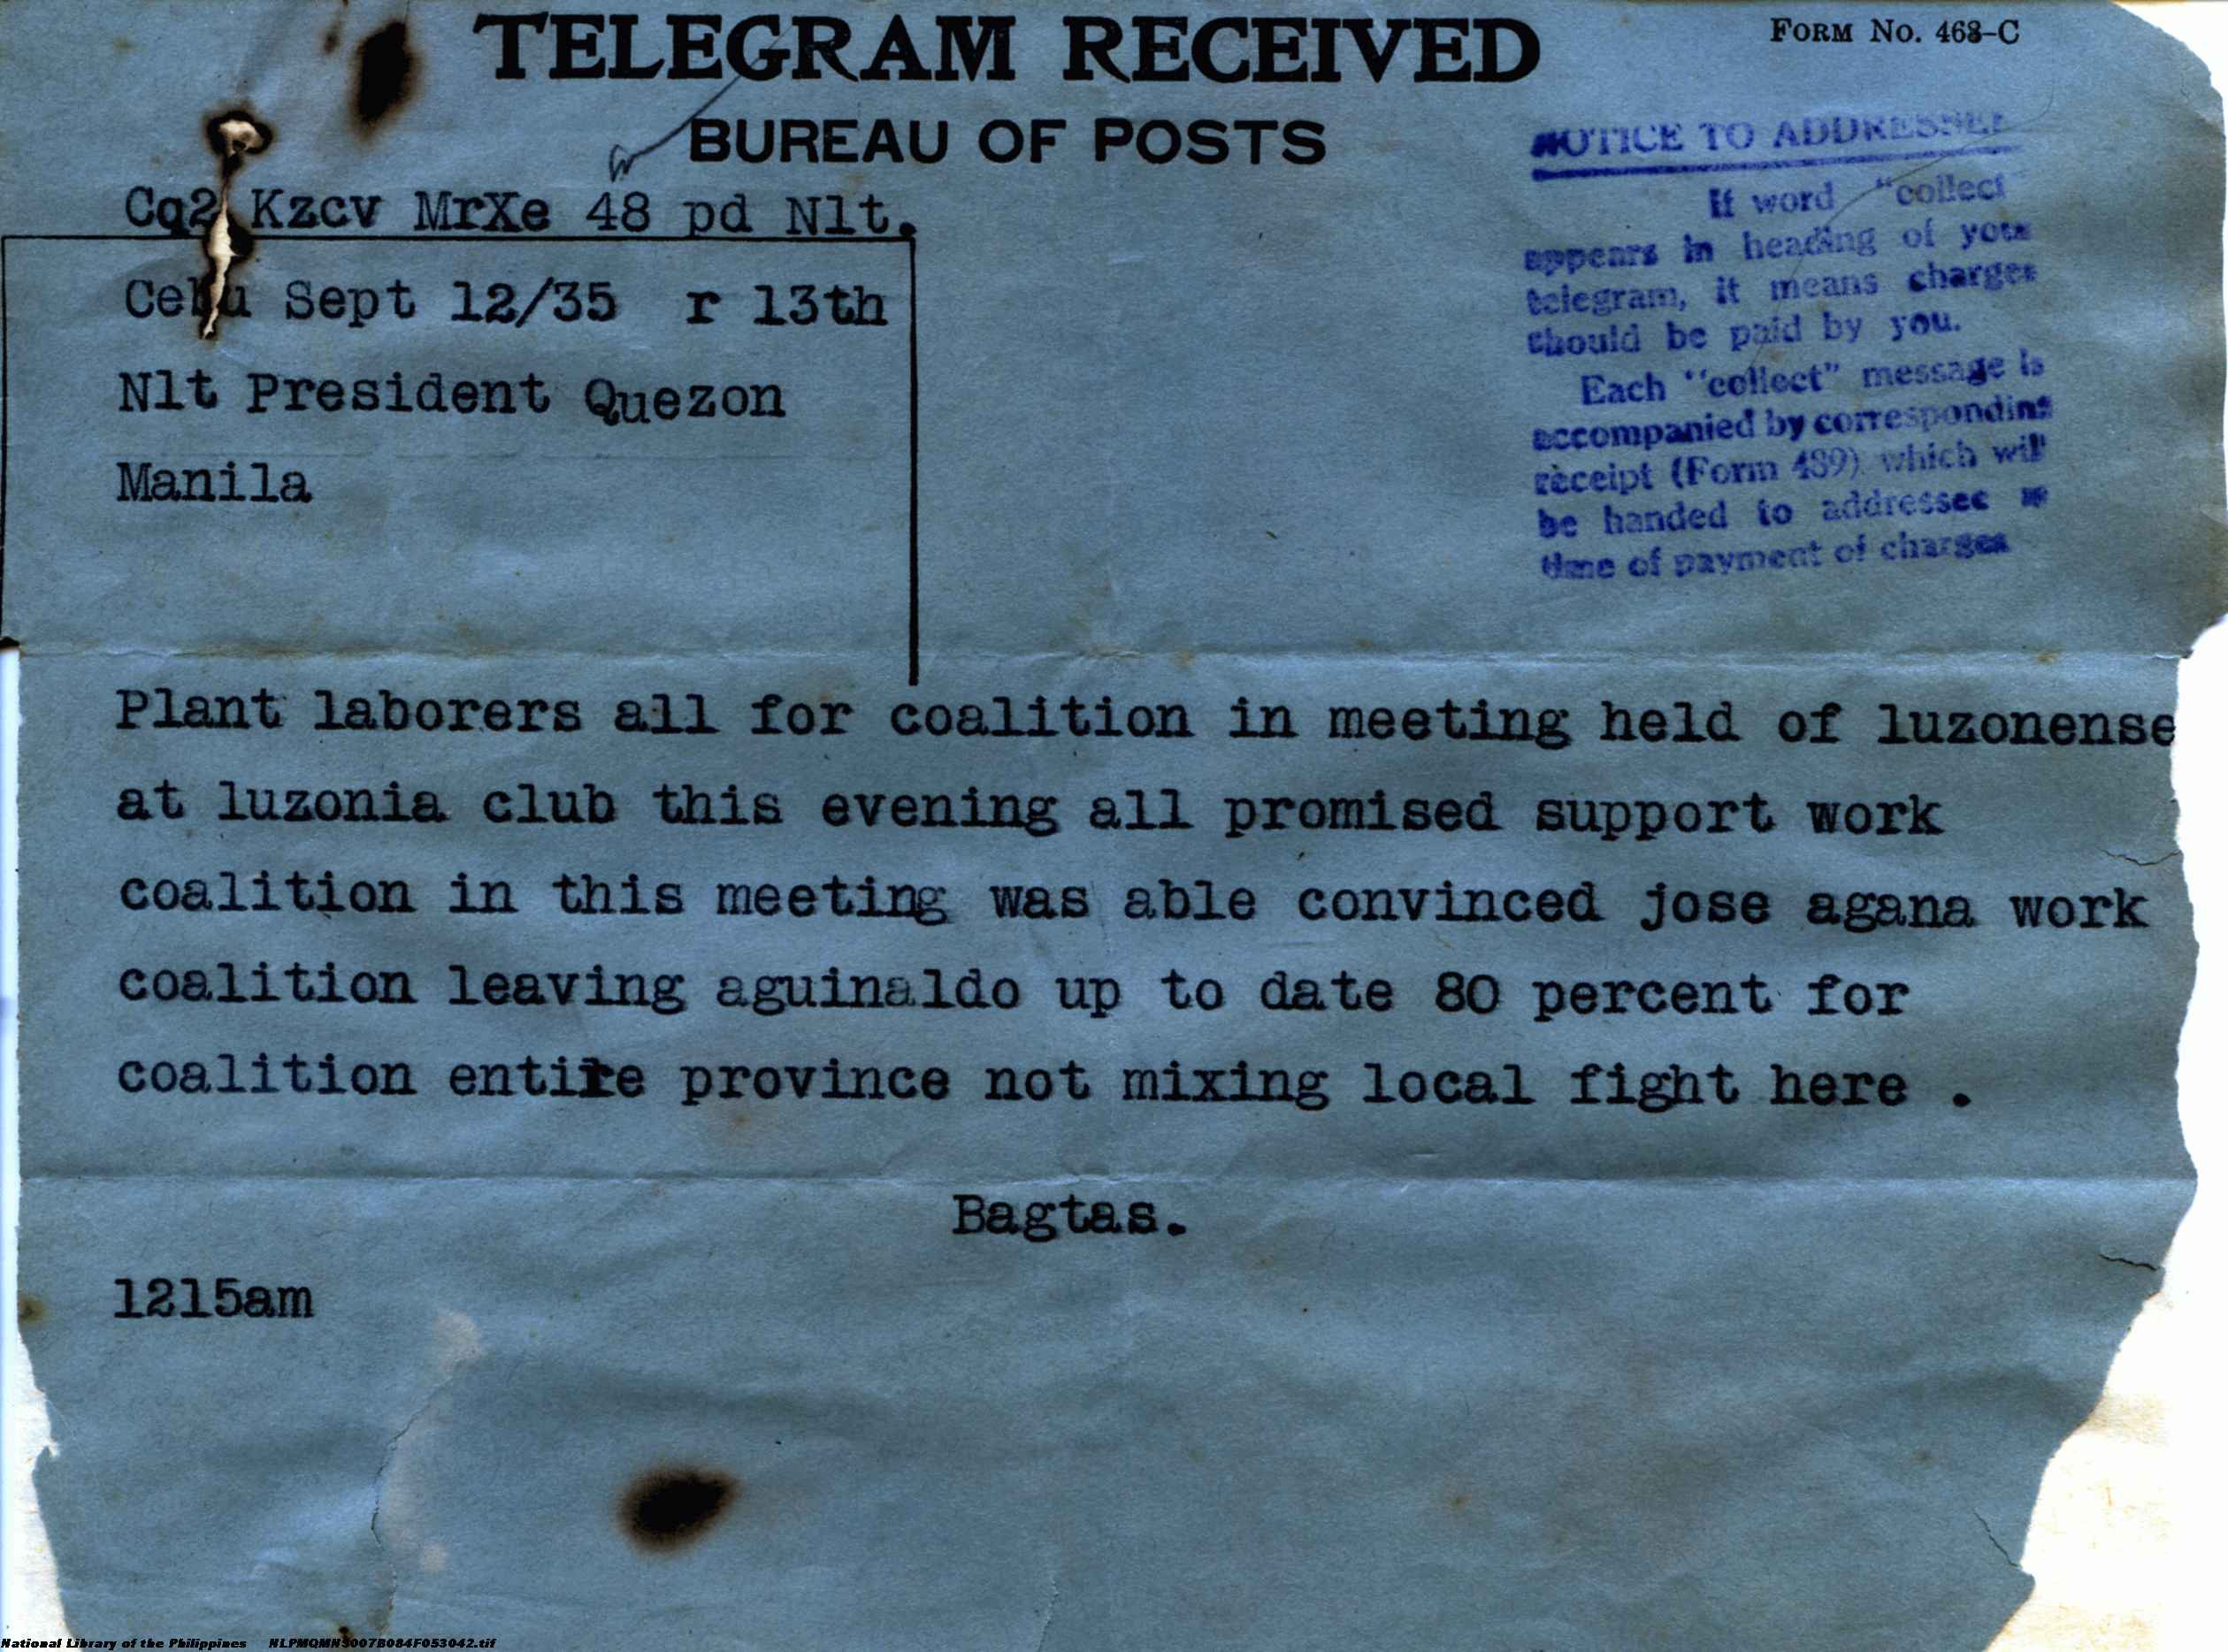 TELEGRAM RECEIVED
FORM NO. 468-C
BUREAU OF POSTS
Cq2 Kzcv MrXe 48 pd Nlt.
Cebu Sept 12/35 r 13th
Nlt President Quezon
Manila
NOTICE TO ADDRESSEE
If word "collect
appears in heading of your
telegram, it means charges
should be paid by you.
Each "collect" message is
accompanied by corresponding
receipt (Form 489) which will
be handed to addressee
time of payment of charges
Plant laborers all for coalition in meeting held of luzonense
at luzonia club this evening all promised support work
coalition in this meeting was able convinced jose agana work
coalition leaving aguinaldo up to date 80 percent for
coalition entire province not mixing local fight here .
Bagtas.
1215am
National Library of the Philippines NLPMQMNS007B084F053042.tif